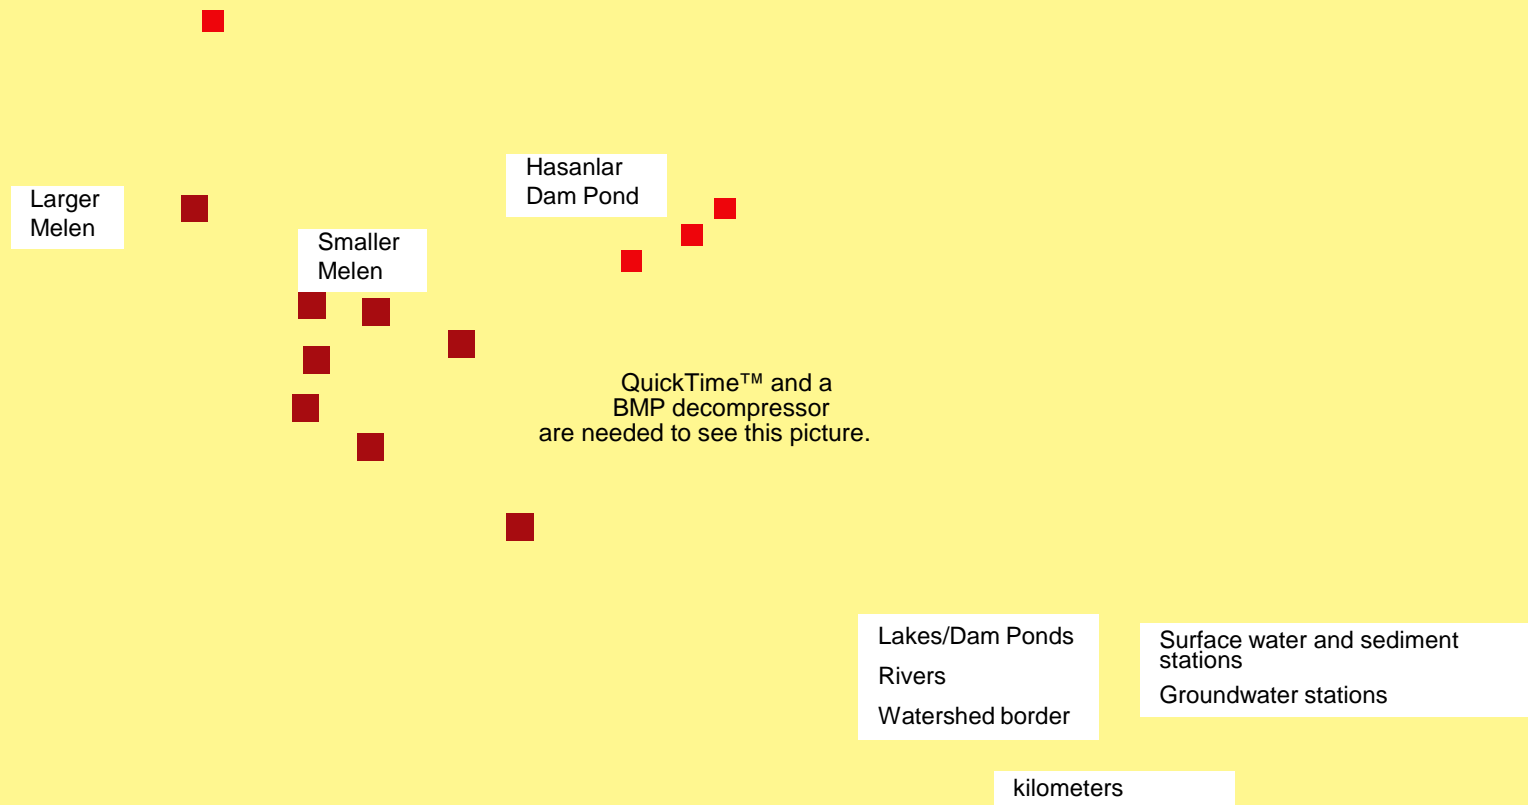 Hasanlar
Dam Pond
Larger
Melen
Smaller
Melen
QuickTime™ and a
BMP decompressor
are needed to see this picture.
Lakes/Dam Ponds
Rivers
Watershed border
Surface water and sediment
stations
Groundwater stations
kilometers